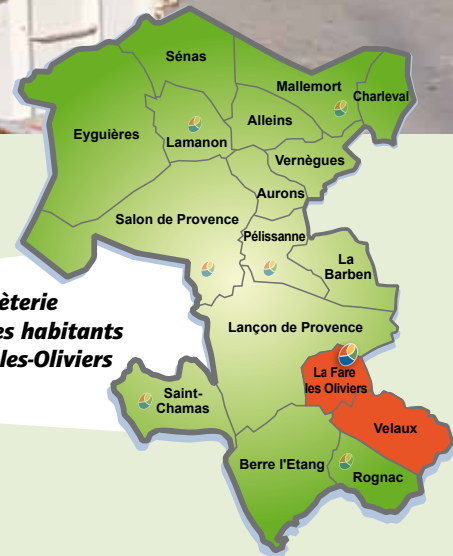 Sénas
Mallemort
Charleval
Eyguières
Alleins
Lamanon
Vernègues
Aurons
Salon de Provence
Pélissanne
La
Barben
èterie
es habitants
les-Oliviers
Lançon de Provence
La Fare
les Oliviers
Saint-
Chamas
Velaux
Berre l'Etang
Rognac